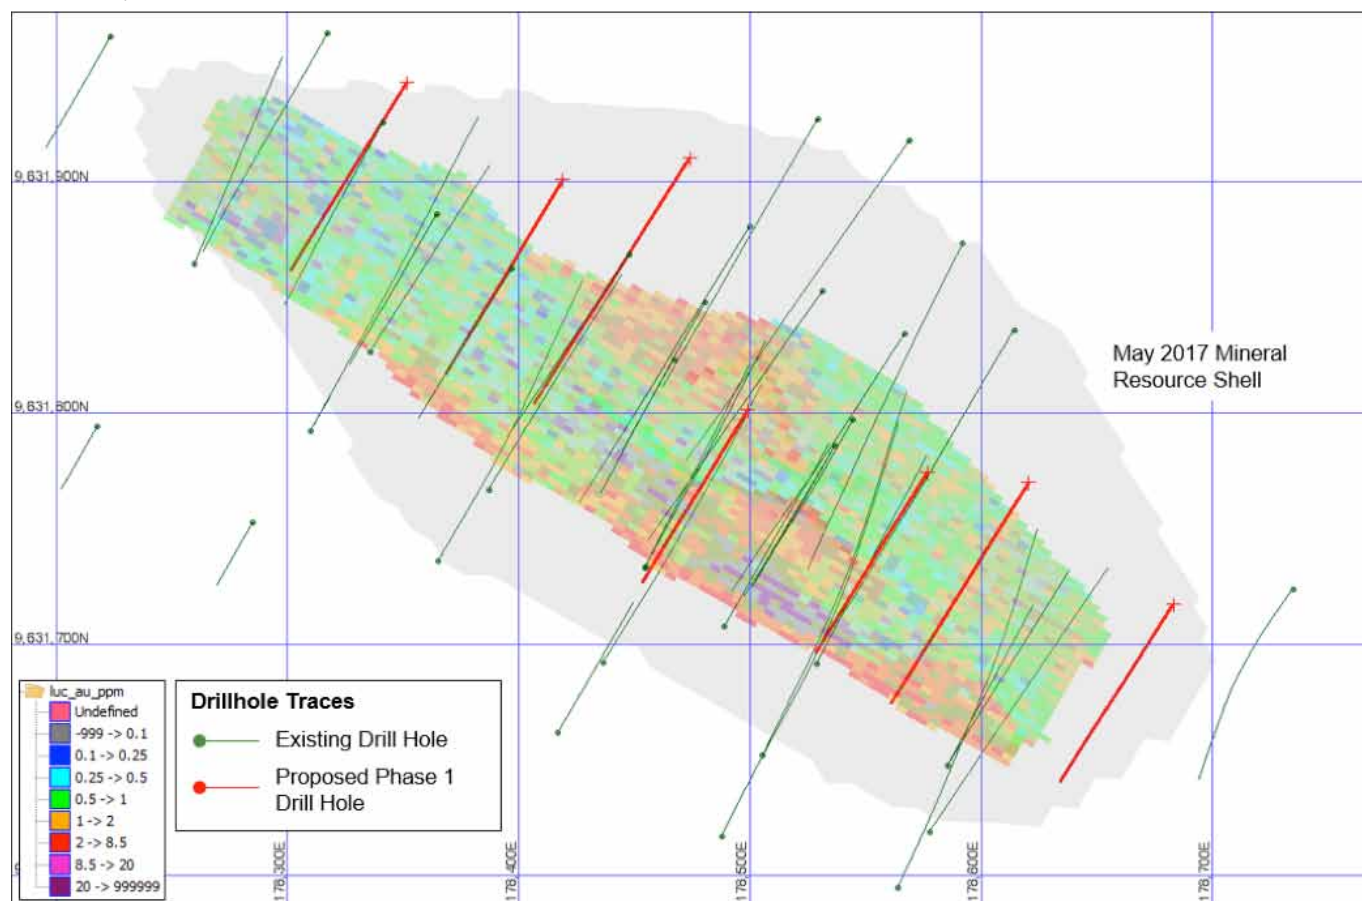 9,631,900N
May 2017 Mineral
Resource Shell
9,631,800N
9,631,700N
luc_au_ppm
Undefined
-999 -> 0.1
0.1 -> 0.25
0.25 -> 0.5
0.5 -> 1
1 -> 2
2 -> 8.5
8.5 -> 20
20 -> 999999
Drillhole Traces
Existing Drill Hole
Proposed Phase 1
Drill Hole
178,300E
178,400E
178,500E
178,600E
178,700E